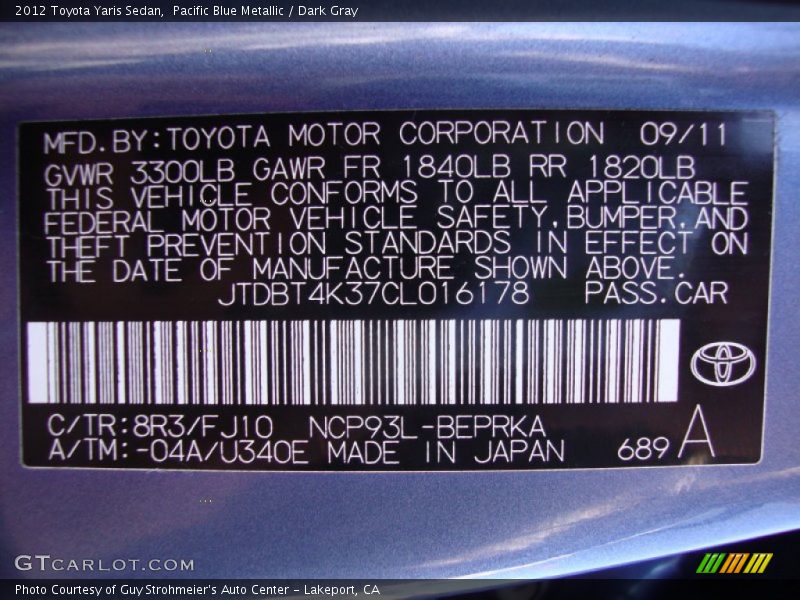 2012 Toyota Yaris Sedan,  Pacific Blue Metallic / Dark Gray
MFD.BY:TOYOTA MOTOR CORPORATION 09/11
GVWR 3300LB GAWR FR 1840LB RR 1820LB
THIS VEHICLE CONFORMS TO ALL APPLICABLE
FEDERAL MOTOR VEHICLE SAFETY,BUMPER,AND
THEFT PREVENTION STANDARDS IN EFFECT ON
THE DATE OF MANUFACTURE SHOWN ABOVE.
JTDBT4K37CL016178 PASS.CAR
C/TR:8R3/FJ10 NCP93L-BEPRKA
A/TM:-04A/U340E MADE IN JAPAN 689 A
GTCARLOT.COM
Photo Courtesy of Guy Strohmeier's Auto Center - Lakeport, CA